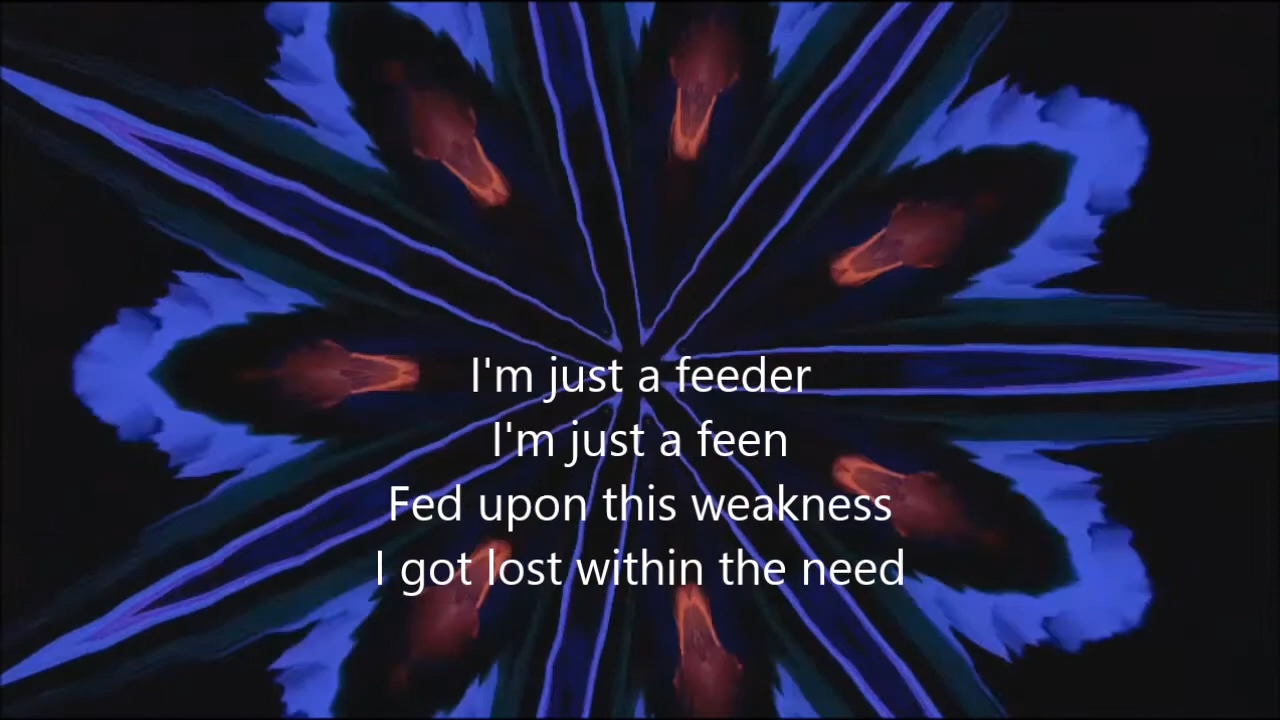 I'm just a feeder
I'm just a feen
Fed upon this weakness
I got lost within the need